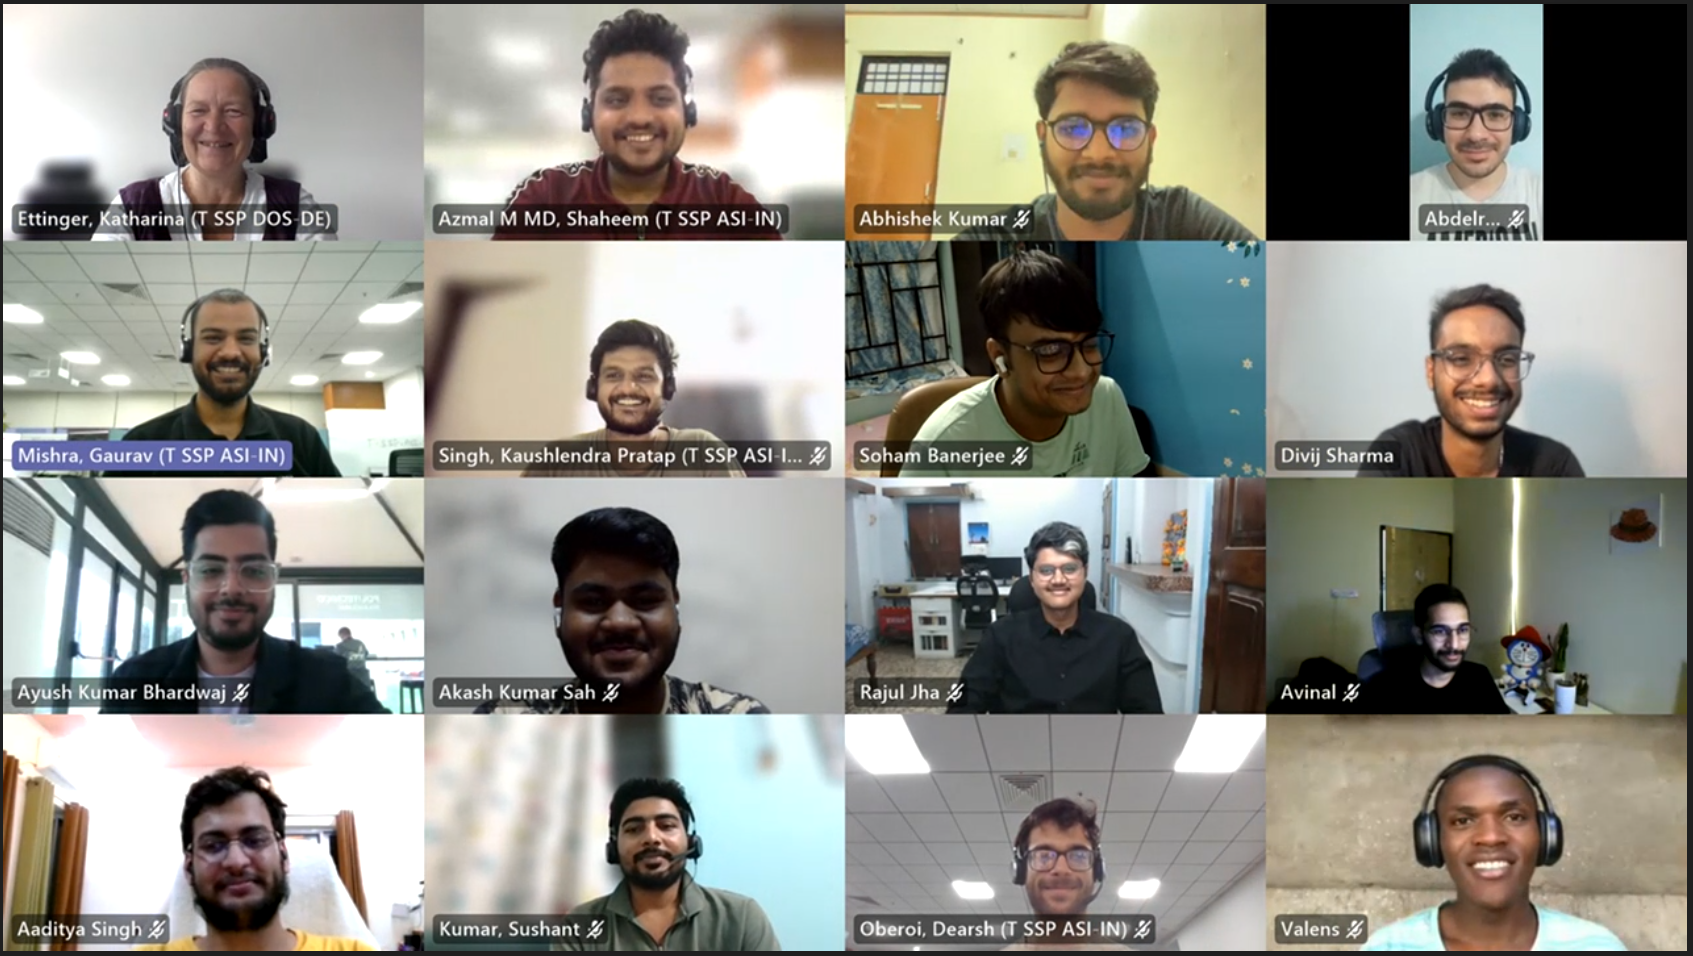 Ettinger, Katharina (T SSP DOS-DE)
Azmal M MD, Shaheem (T SSP ASI-IN)
Abhishek Kumar
Abdelr...
Mishra, Gaurav (T SSP ASI-IN)
Singh, Kaushlendra Pratap (T SSP ASI-I...
Soham Banerjee
Divij Sharma
Ayush Kumar Bhardwaj
Akash Kumar Sah
Rajul Jha
Avinal
Aaditya Singh
Kumar, Sushant
Oberoi, Dearsh (T SSP ASI-IN)
Valens